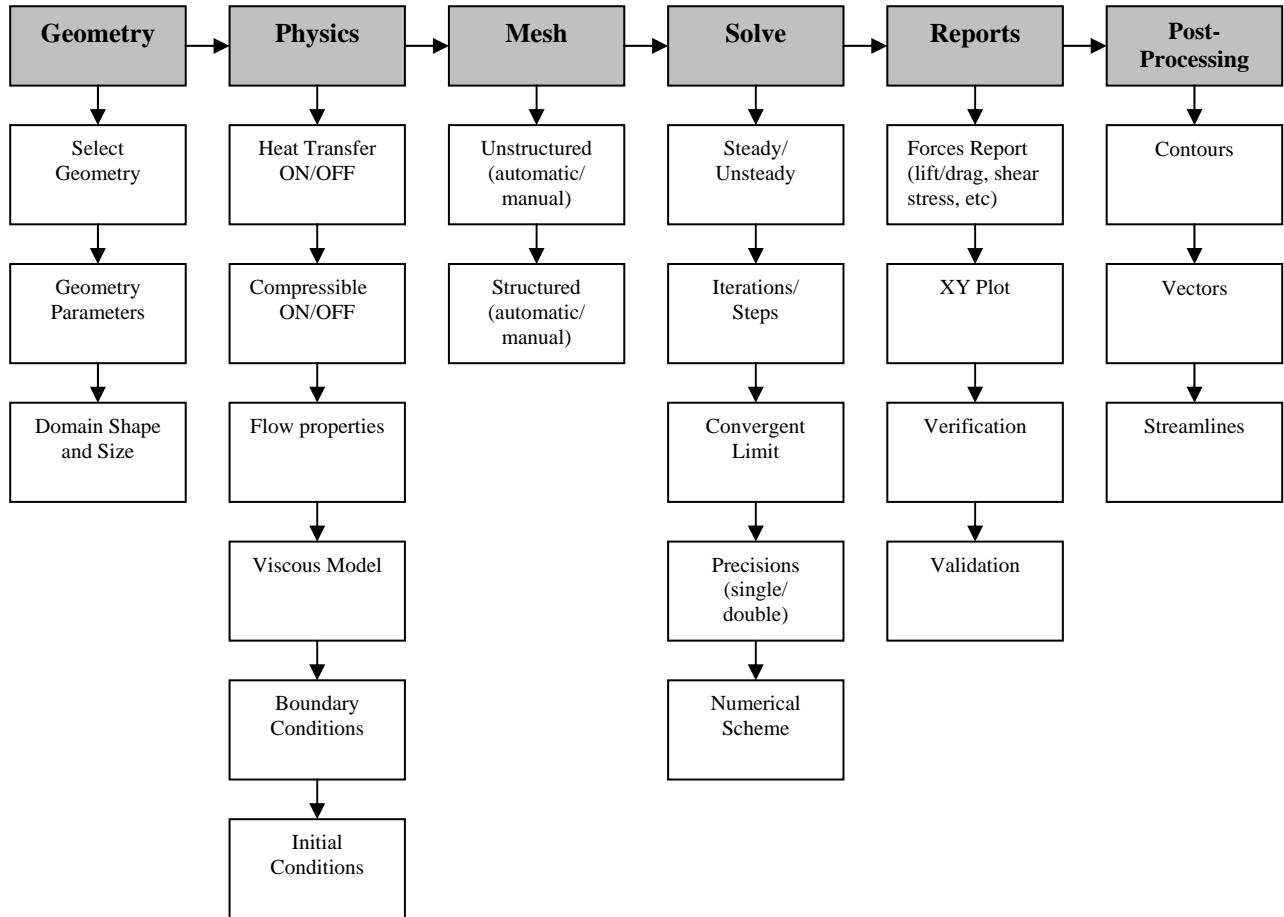 Geometry
Physics
Mesh
Solve
Reports
Post-
Processing
Select
Geometry
Geometry
Parameters
Domain Shape
and Size
Heat Transfer
ON/OFF
Compressible
ON/OFF
Flow properties
Viscous Model
Boundary
Conditions
Initial
Conditions
Unstructured
(automatic/
manual)
Structured
(automatic/
manual)
Steady/
Unsteady
Iterations/
Steps
Convergent
Limit
Precisions
(single/
double)
Numerical
Scheme
Forces Report
(lift/drag, shear
stress, etc)
XY Plot
Verification
Validation
Contours
Vectors
Streamlines